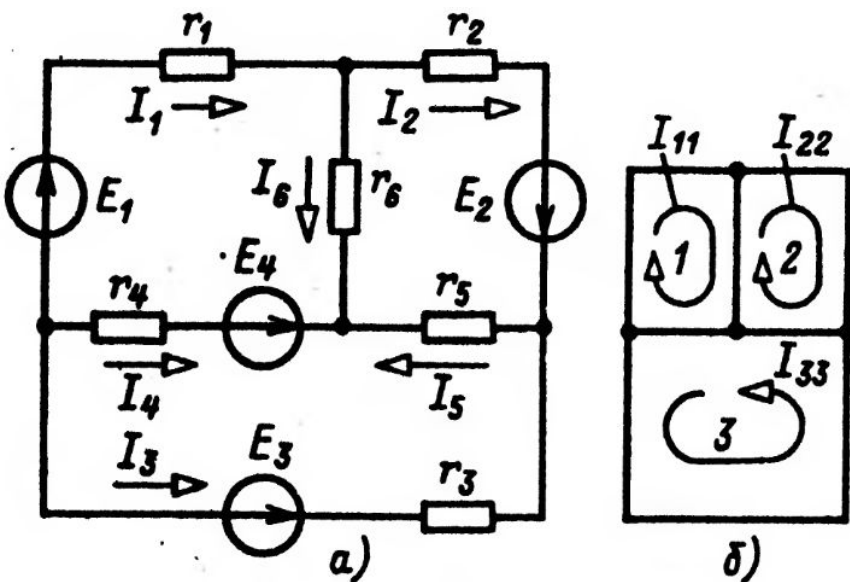 r₁
r₂
I₁
I₂
I₁₁
I₂₂
E₁
I₆
r₆
E₂
1
2
E₄
r₄
r₅
I₄
I₅
I₃₃
I₃
E₃
3
r₃
а)
б)